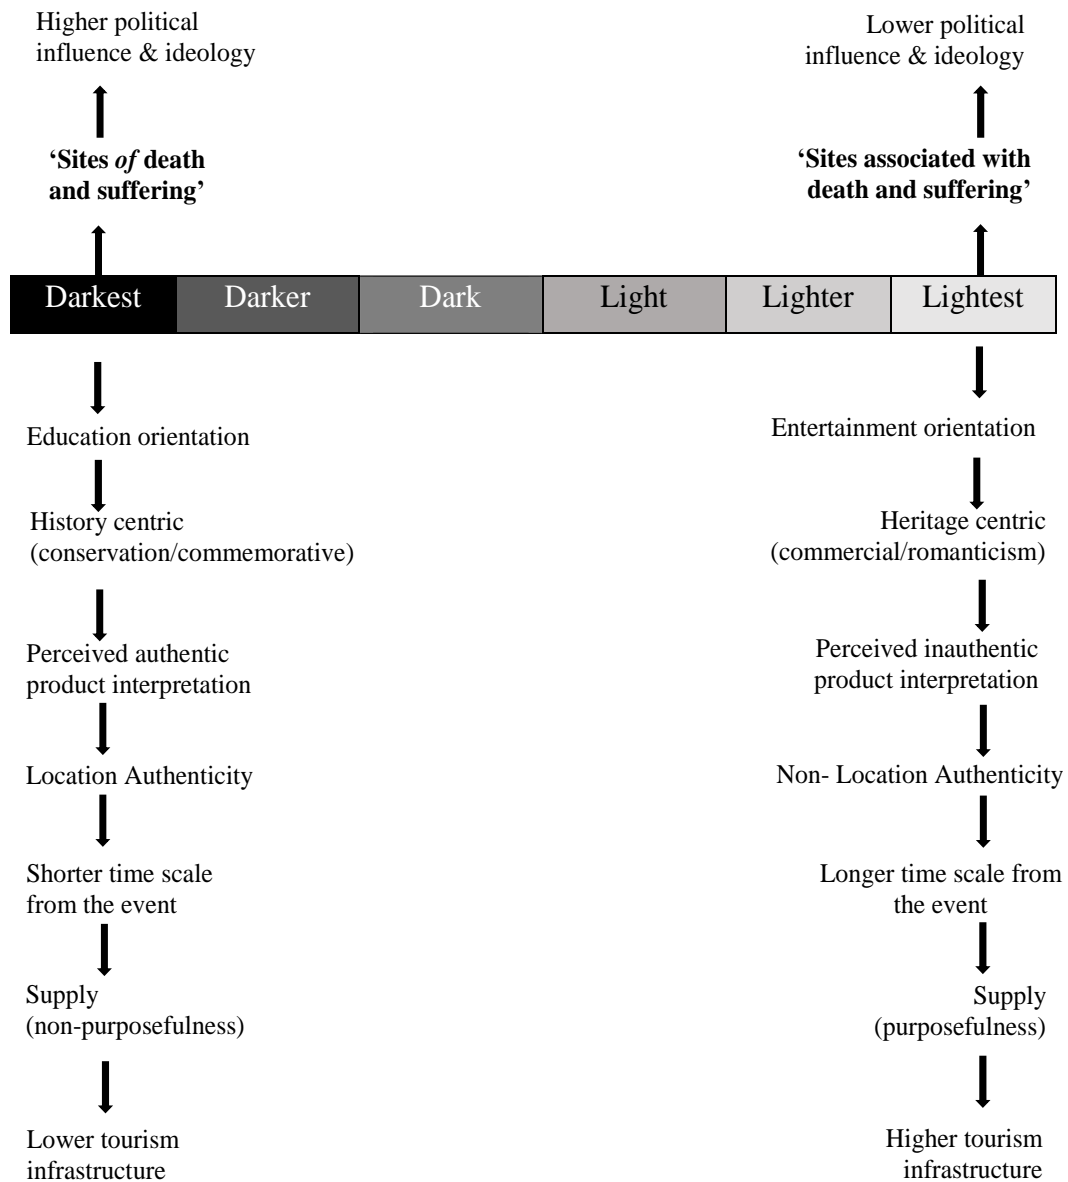 Higher political
influence & ideology
Lower political
influence & ideology
‘Sites of death
and suffering’
‘Sites associated with
death and suffering’
Darkest Darker Dark Light Lighter Lightest
Education orientation
Entertainment orientation
History centric
(conservation/commemorative)
Heritage centric
(commercial/romanticism)
Perceived authentic
product interpretation
Perceived inauthentic
product interpretation
Location Authenticity
Non- Location Authenticity
Shorter time scale
from the event
Longer time scale from
the event
Supply
(non-purposefulness)
Supply
(purposefulness)
Lower tourism
infrastructure
Higher tourism
infrastructure